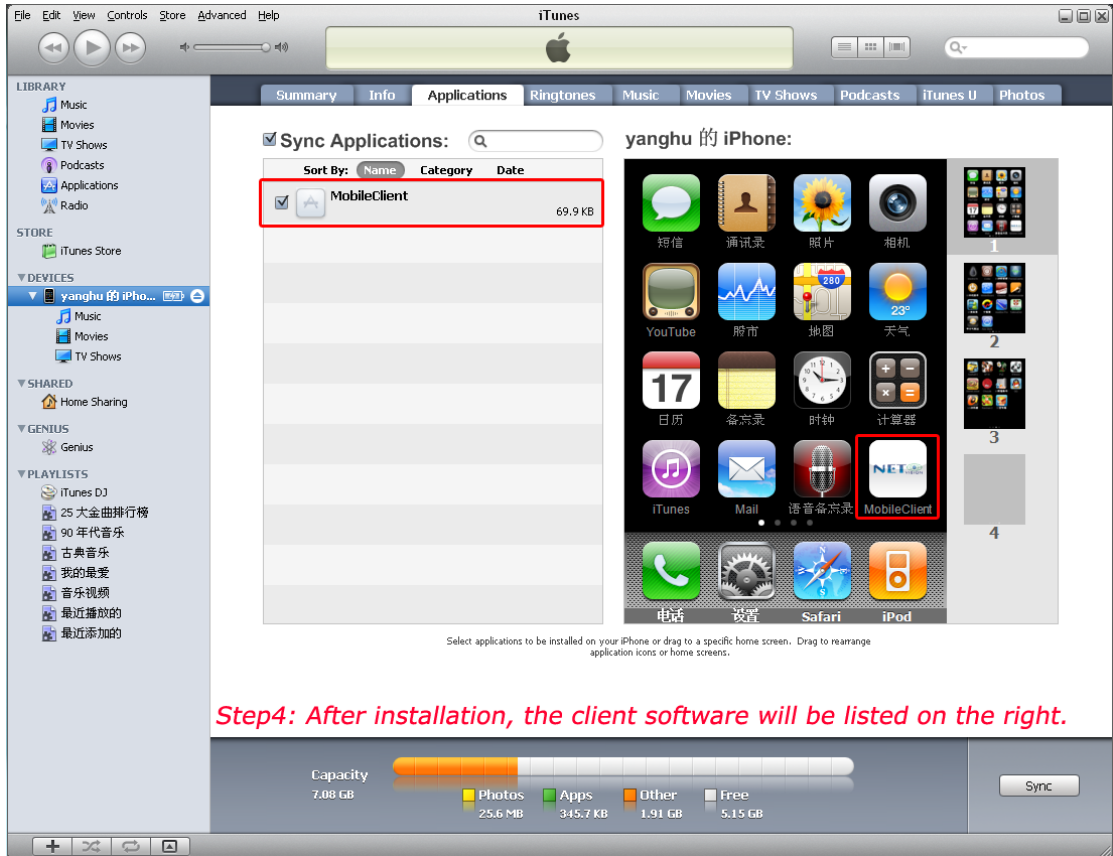 File Edit View Controls Store Advanced Help
iTunes
LIBRARY
Music
Movies
TV Shows
Podcasts
Applications
Radio
STORE
iTunes Store
DEVICES
yanghu 的 iPho...
Music
Movies
TV Shows
SHARED
Home Sharing
GENIUS
Genius
PLAYLISTS
iTunes DJ
25 大金曲排行榜
90 年代音乐
古典音乐
我的最爱
音乐视频
最近播放的
最近添加的
Summary Info Applications Ringtones Music Movies TV Shows Podcasts iTunes U Photos
Sync Applications:
Sort By: Name Category Date
MobileClient
69.9 KB
yanghu 的 iPhone:
短信 通讯录 照片 相机
280
23°
YouTube 股市 地图 天气
17
日历 备忘录 时钟 计算器
NET
iTunes Mail 语音备忘录 MobileClient
电话 设置 Safari iPod
1
2
3
4
Select applications to be installed on your iPhone or drag to a specific home screen. Drag to rearrange
application icons or home screens.
Step4: After installation, the client software will be listed on the right.
Capacity
7.08 GB
Photos Apps Other Free
25.6 MB 345.7 KB 1.91 GB 5.15 GB
Sync